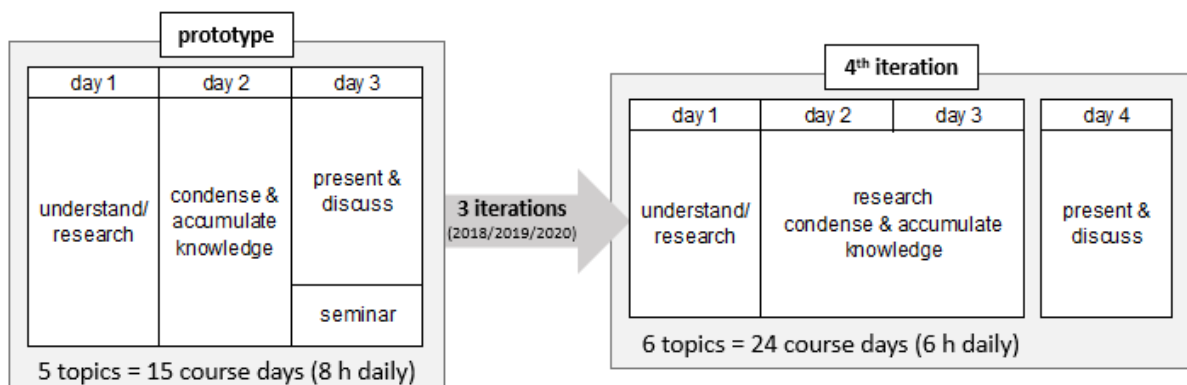 prototype
day 1
day 2
day 3
understand/
research
condense &
accumulate
knowledge
present &
discuss
seminar
5 topics = 15 course days (8 h daily)
3 iterations
(2018/2019/2020)
4th iteration
day 1
day 2
day 3
day 4
understand/
research
research
condense & accumulate
knowledge
present &
discuss
6 topics = 24 course days (6 h daily)